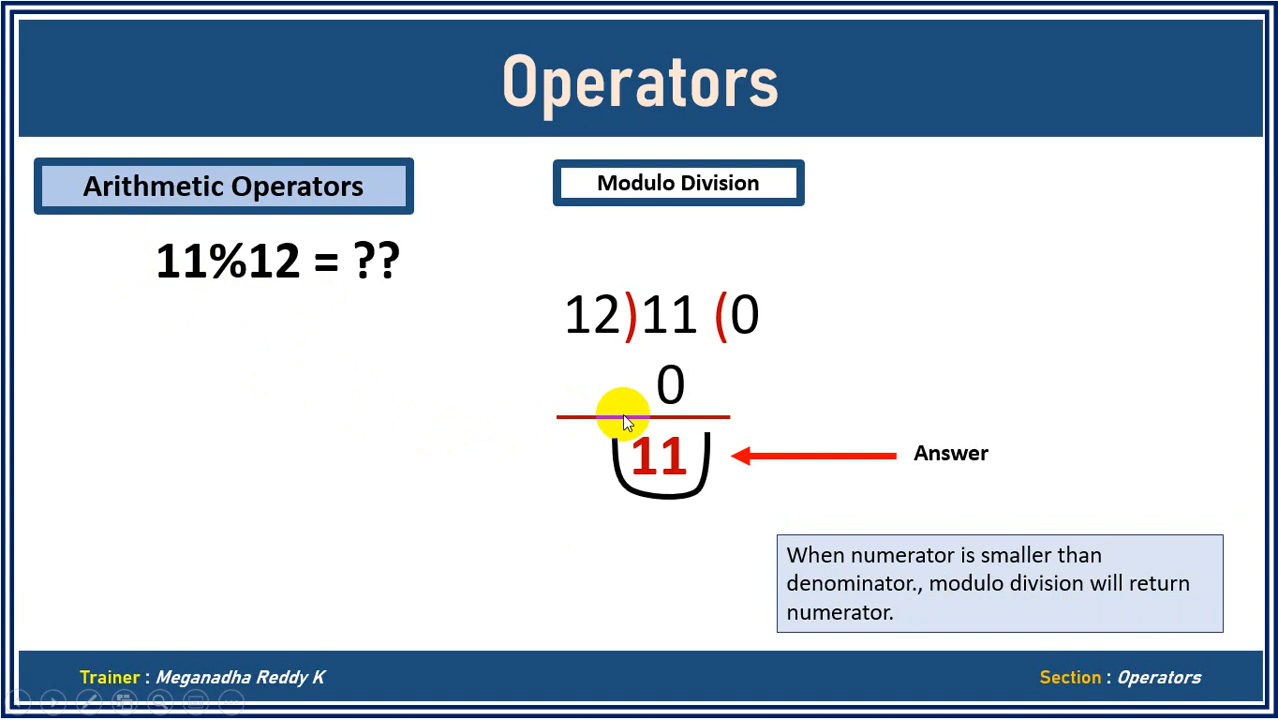 Operators
Arithmetic Operators
Modulo Division
11%12 = ??
12)11 (0
0
11
Answer
When numerator is smaller than
denominator., modulo division will return
numerator.
Trainer : Meganadha Reddy K
Section : Operators